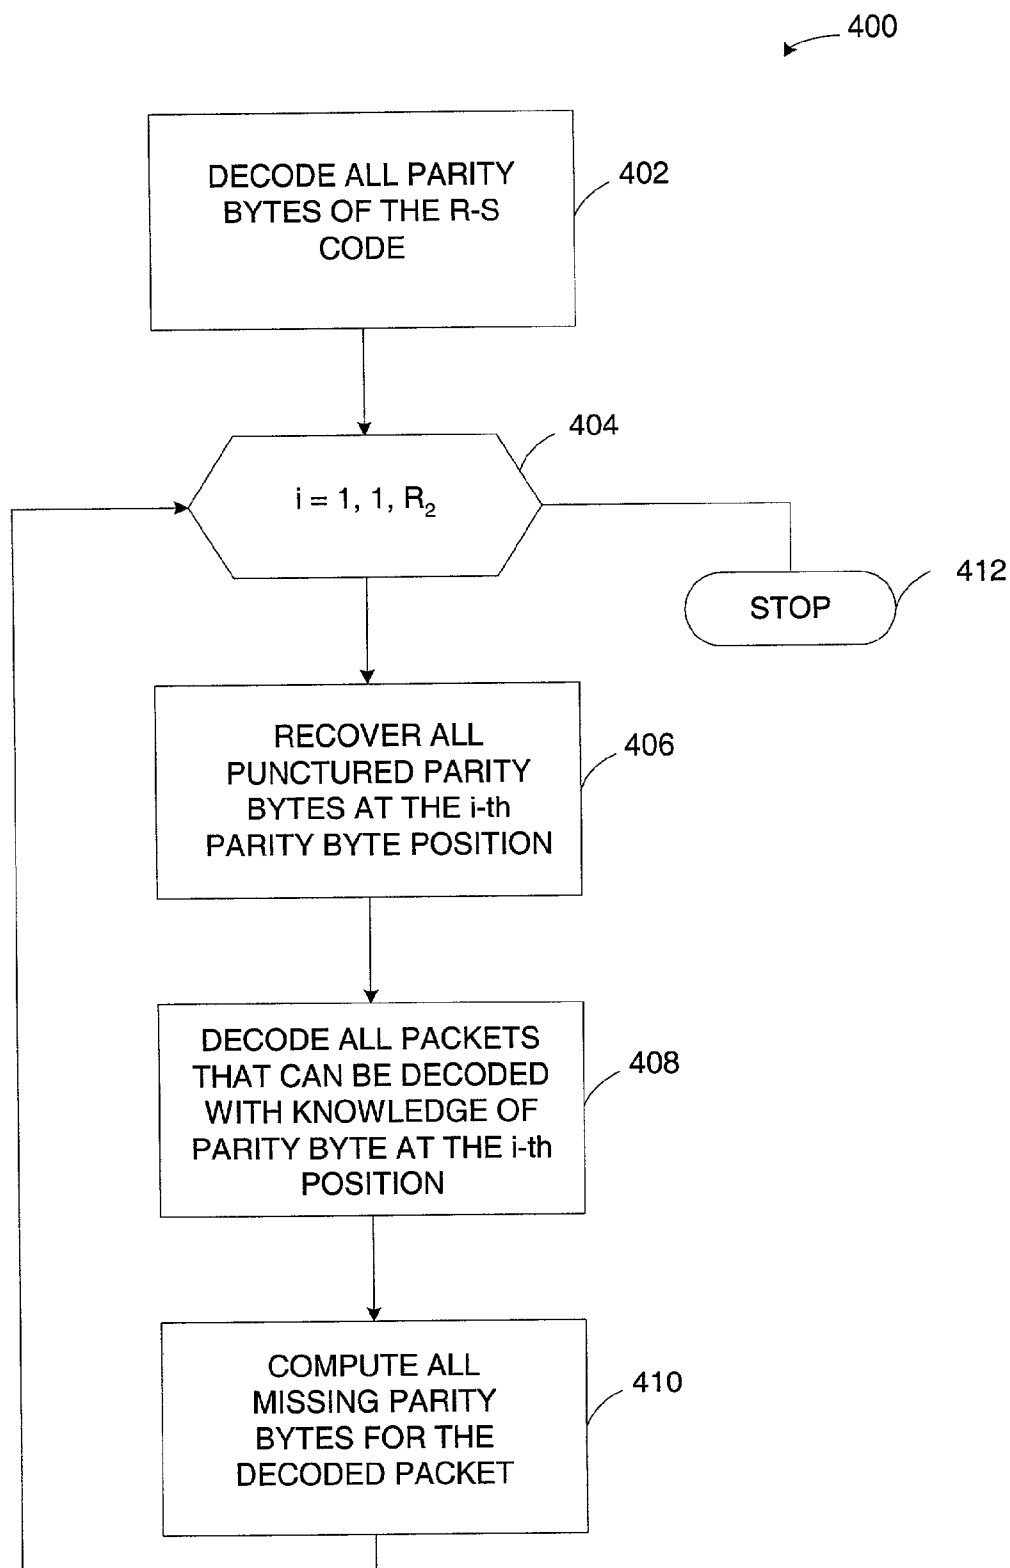 400
DECODE ALL PARITY
BYTES OF THE R-S
CODE
402
404
i = 1, 1, R₂
412
STOP
RECOVER ALL
PUNCTURED PARITY
BYTES AT THE i-th
PARITY BYTE POSITION
406
DECODE ALL PACKETS
THAT CAN BE DECODED
WITH KNOWLEDGE OF
PARITY BYTE AT THE i-th
POSITION
408
COMPUTE ALL
MISSING PARITY
BYTES FOR THE
DECODED PACKET
410